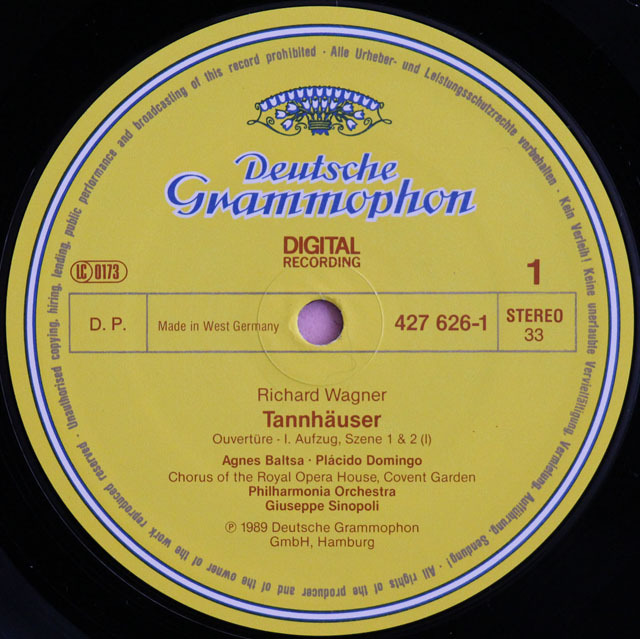 Deutsche
Grammophon
DIGITAL
RECORDING
LC 0173
1
D. P.
Made in West Germany
427 626-1
STEREO
33
Richard Wagner
Tannhäuser
Ouvertüre · I. Aufzug, Szene 1 & 2 (I)
Agnes Baltsa · Plácido Domingo
Chorus of the Royal Opera House, Covent Garden
Philharmonia Orchestra
Giuseppe Sinopoli
℗ 1989 Deutsche Grammophon
GmbH, Hamburg
Alle Urheber- und Leistungsschutzrechte vorbehalten · Kein Verleih! Keine unerlaubte Vervielfältigung, Vermietung, Aufführung, Sendung! · All rights of the producer and of the owner of the work reproduced reserved · Unauthorised copying, hiring, lending, public performance and broadcasting of this record prohibited ·